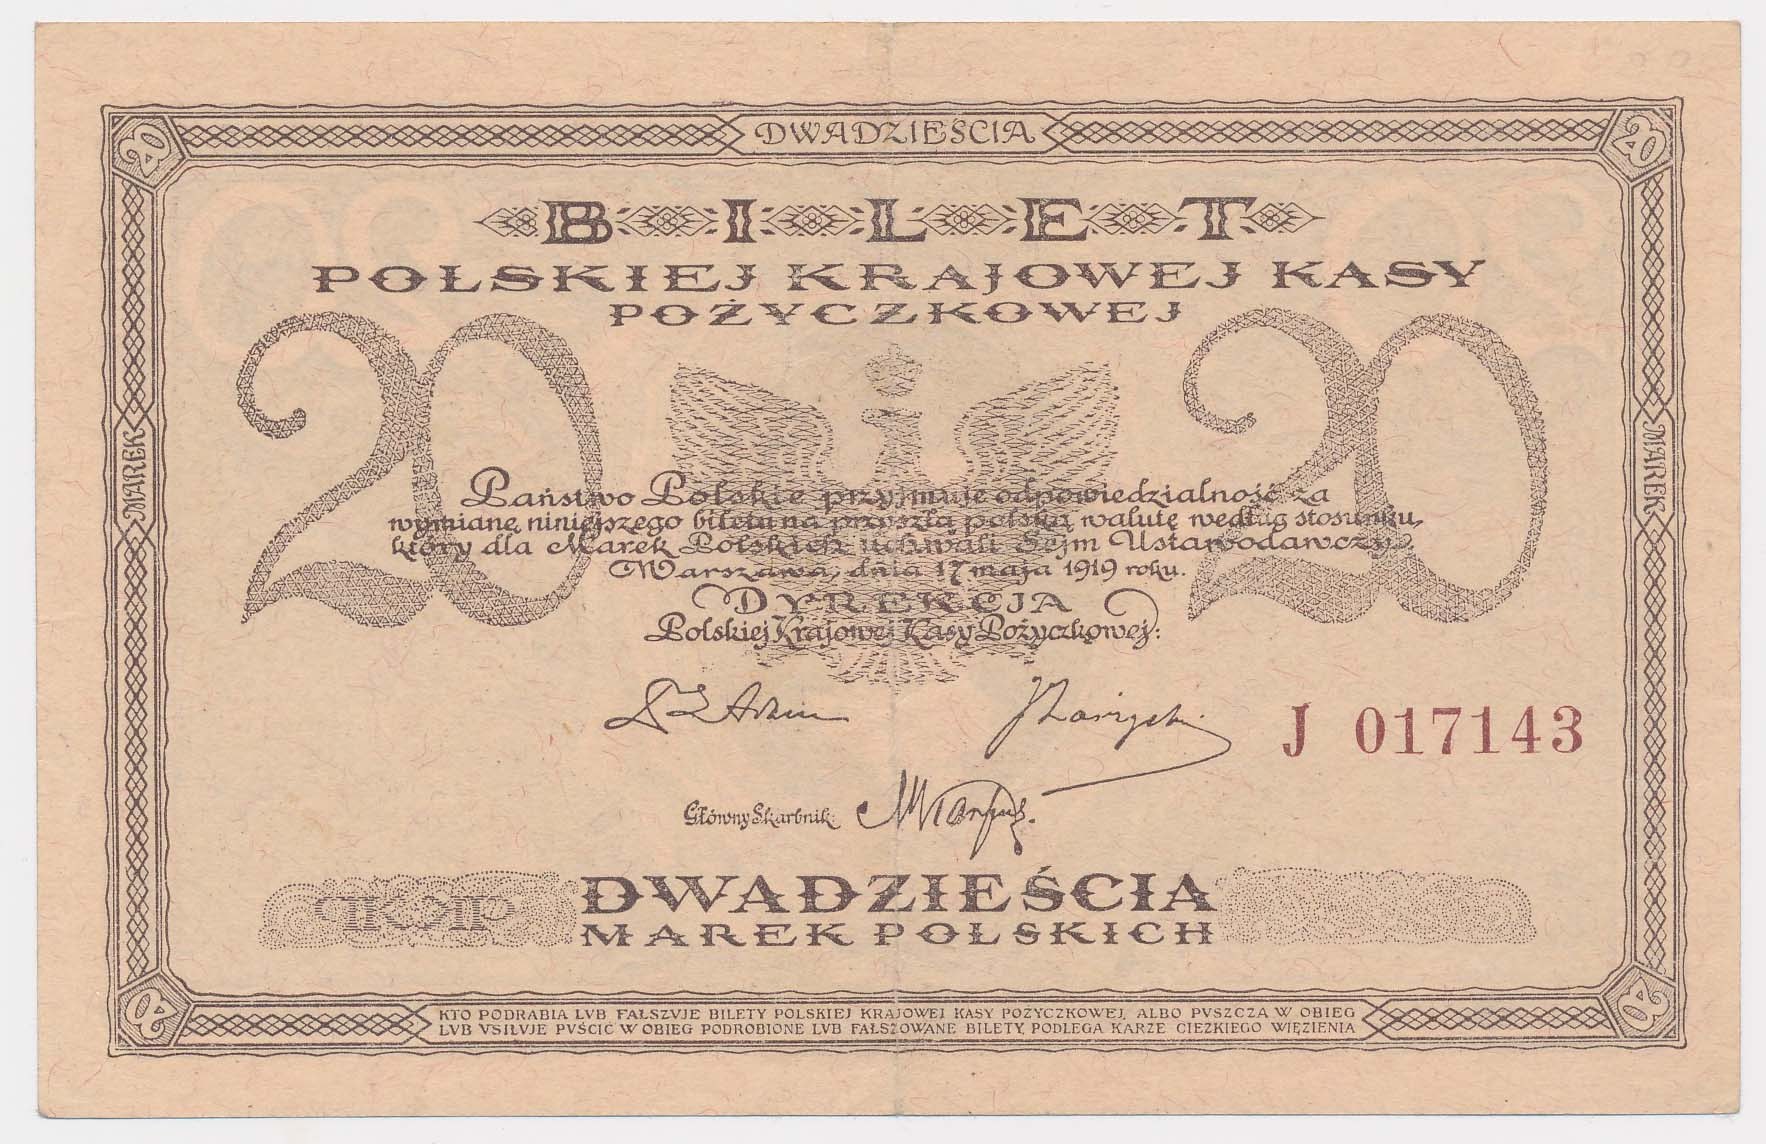 20
DWADZIEŚCIA
20
BILET
POLSKIEJ KRAJOWEJ KASY
POŻYCZKOWEJ
20
20
MAREK
MAREK
Państwo Polskie przyjmuje odpowiedzialność za
wymianę niniejszego biletu na przyszłą polską walutę według stosunku,
który dla Marek Polskich uchwali Sejm Ustawodawczy.
Warszawa, dnia 17 maja 1919 roku.
DYREKCJA
Polskiej Krajowej Kasy Pożyczkowej:
J 017143
Główny Skarbnik:
DWADZIEŚCIA
MAREK POLSKICH
20
KTO PODRABIA LVB FAŁSZVJE BILETY POLSKIEJ KRAJOWEJ KASY POŻYCZKOWEJ, ALBO PVSZCZA W OBIEG
LVB VSIŁVJE PVŚCIĆ W OBIEG PODROBIONE LVB FAŁSZOWANE BILETY, PODLEGA KARZE CIĘŻKIEGO WIĘZIENIA
20